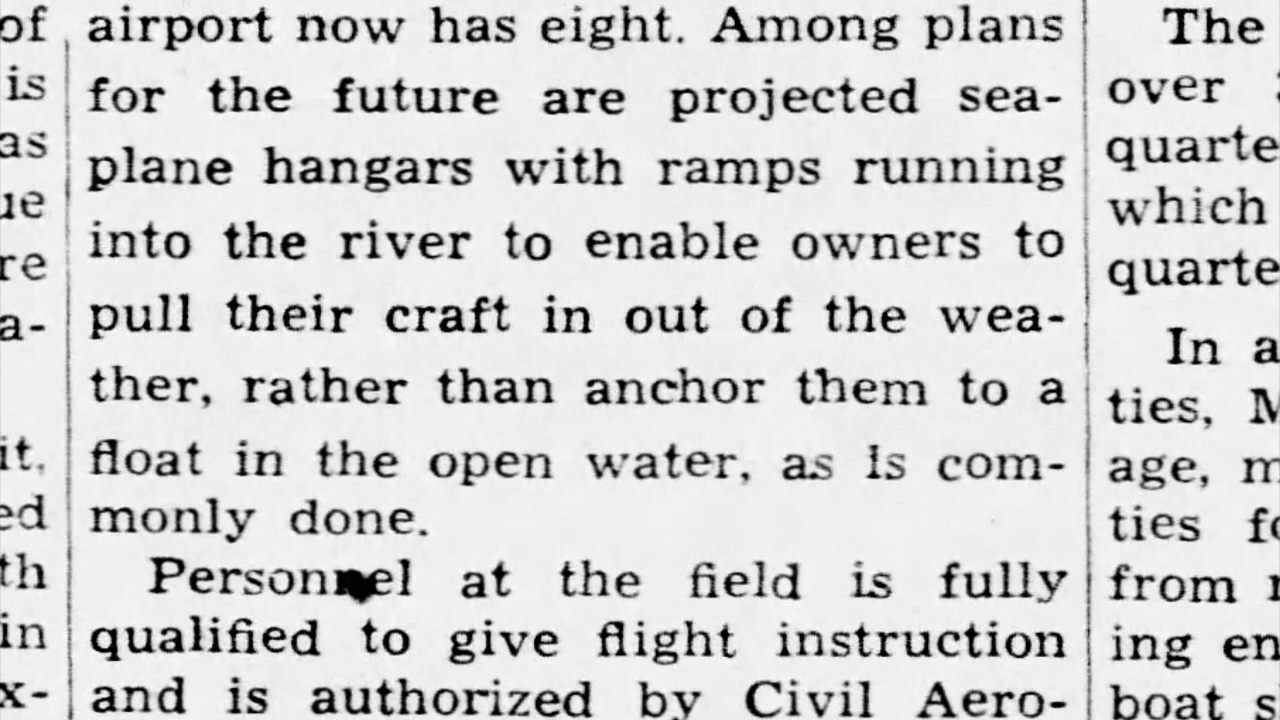 of
is
as
ue
re
a-
it.
ed
th
in
x-
airport now has eight. Among plans
for the future are projected sea-
plane hangars with ramps running
into the river to enable owners to
pull their craft in out of the wea-
ther, rather than anchor them to a
float in the open water, as is com-
monly done.
Personnel at the field is fully
qualified to give flight instruction
and is authorized by Civil Aero-
The
over
quarte
which
quarte
In a
ties, M
age, m
ties fo
from
ing en
boat s